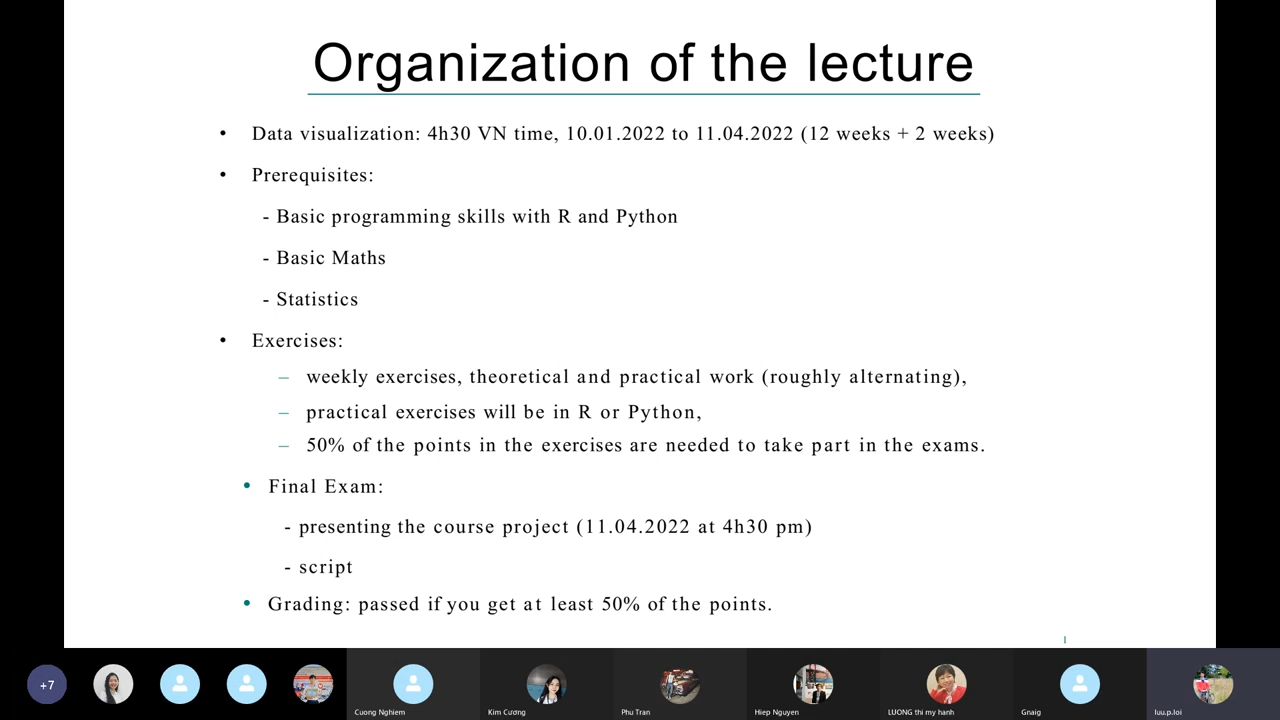 Organization of the lecture
• Data visualization: 4h30 VN time, 10.01.2022 to 11.04.2022 (12 weeks + 2 weeks)
• Prerequisites:
- Basic programming skills with R and Python
- Basic Maths
- Statistics
• Exercises:
– weekly exercises, theoretical and practical work (roughly alternating),
– practical exercises will be in R or Python,
– 50% of the points in the exercises are needed to take part in the exams.
• Final Exam:
- presenting the course project (11.04.2022 at 4h30 pm)
- script
• Grading: passed if you get at least 50% of the points.
+7
Cuong Nghiem
Kim Cương
Phu Tran
Hiep Nguyen
LUONG thi my hanh
Gnaig
luu.p.loi